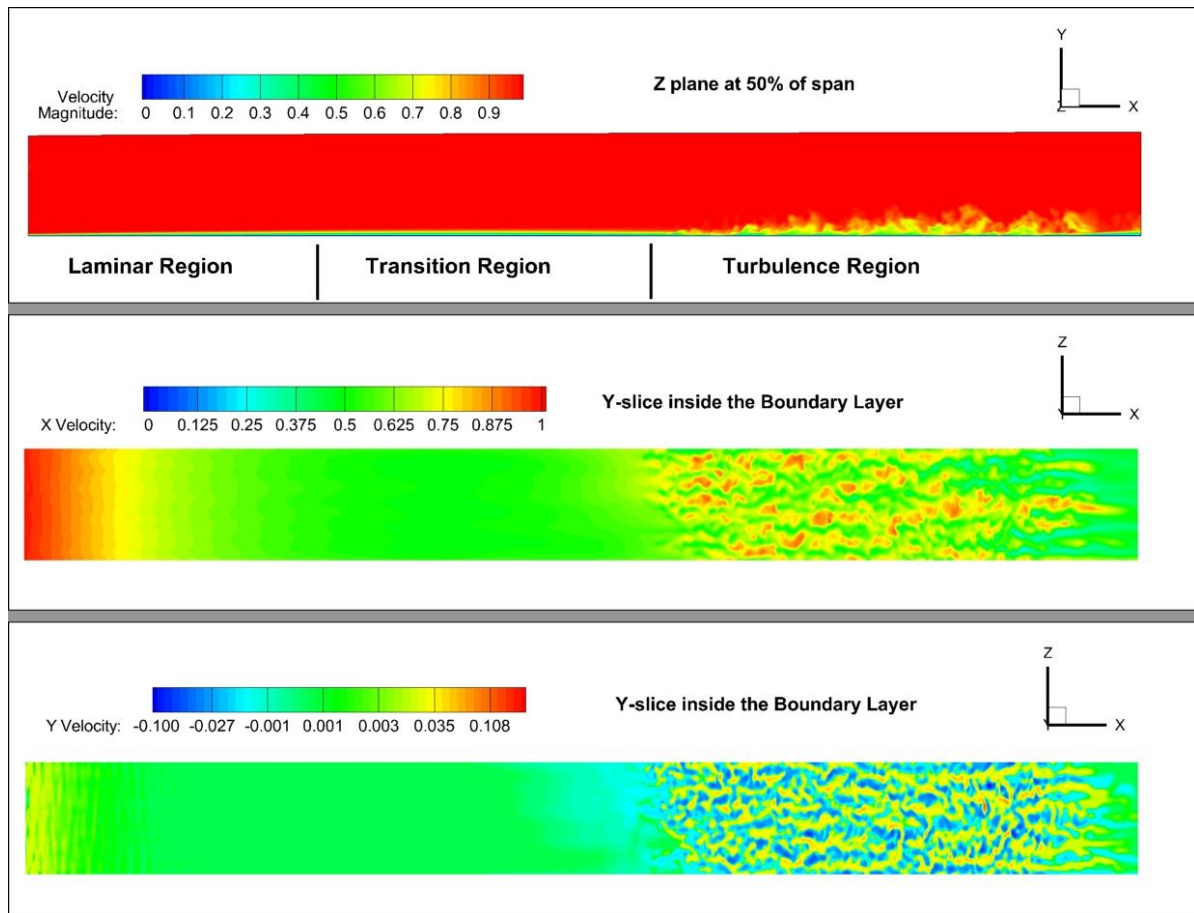 Y
Z plane at 50% of span
Velocity
Magnitude:
0 0.1 0.2 0.3 0.4 0.5 0.6 0.7 0.8 0.9
Z X
Laminar Region Transition Region Turbulence Region
Z
Y-slice inside the Boundary Layer
Y X
X Velocity: 0 0.125 0.25 0.375 0.5 0.625 0.75 0.875 1
Z
Y-slice inside the Boundary Layer
Y X
Y Velocity: -0.100 -0.027 -0.001 0.001 0.003 0.035 0.108